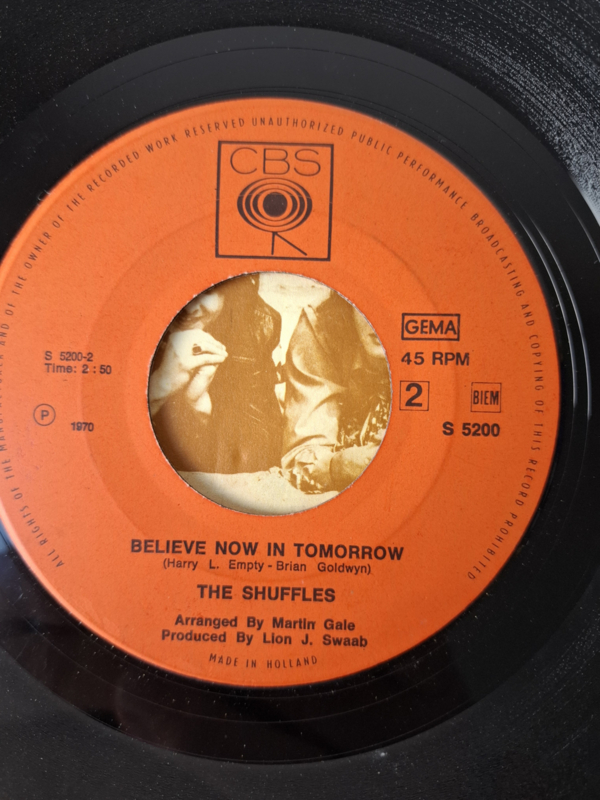 ALL RIGHTS OF THE MANUFACTURER AND OF THE OWNER OF THE RECORDED WORK RESERVED UNAUTHORIZED PUBLIC PERFORMANCE BROADCASTING AND COPYING OF THIS RECORD PROHIBITED
CBS
GEMA
45 RPM
S 5200-2
Time: 2:50
2
BIEM
Ⓟ 1970
S 5200
BELIEVE NOW IN TOMORROW
(Harry L. Empty - Brian Goldwyn)
THE SHUFFLES
Arranged By Martin Gale
Produced By Lion J. Swaab
MADE IN HOLLAND